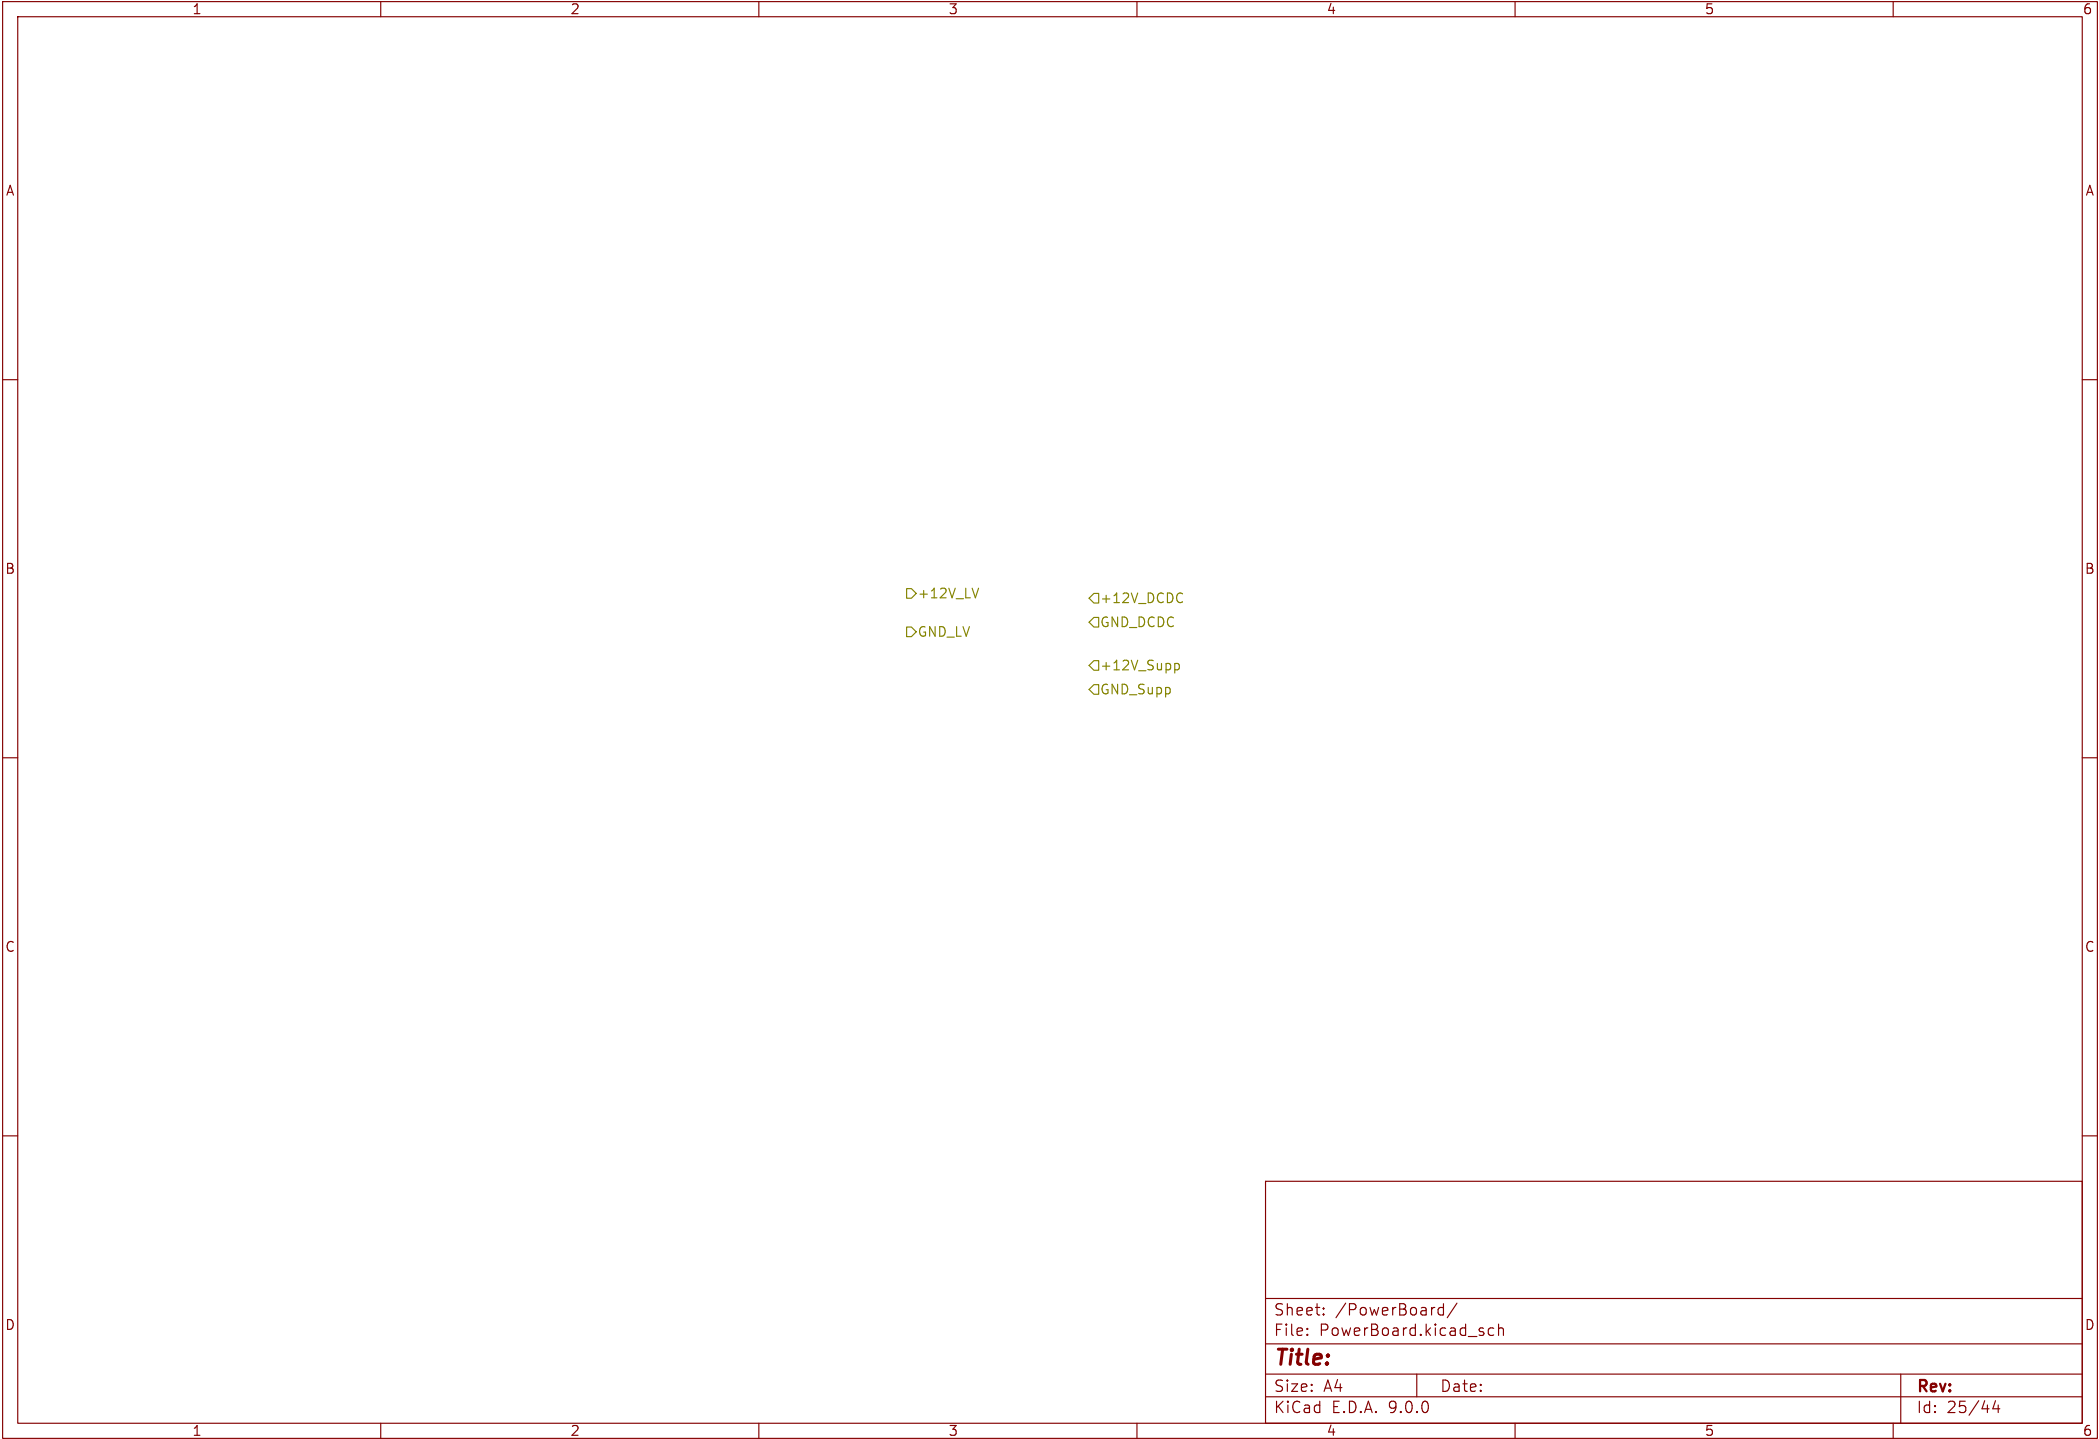 1 2 3 4 5 6
A A
B B
+12V_LV
+12V_DCDC
GND_DCDC
GND_LV
+12V_Supp
GND_Supp
C C
Sheet: /PowerBoard/
File: PowerBoard.kicad_sch
D D
Title:
Size: A4 Date: Rev:
KiCad E.D.A. 9.0.0 Id: 25/44
1 2 3 4 5 6